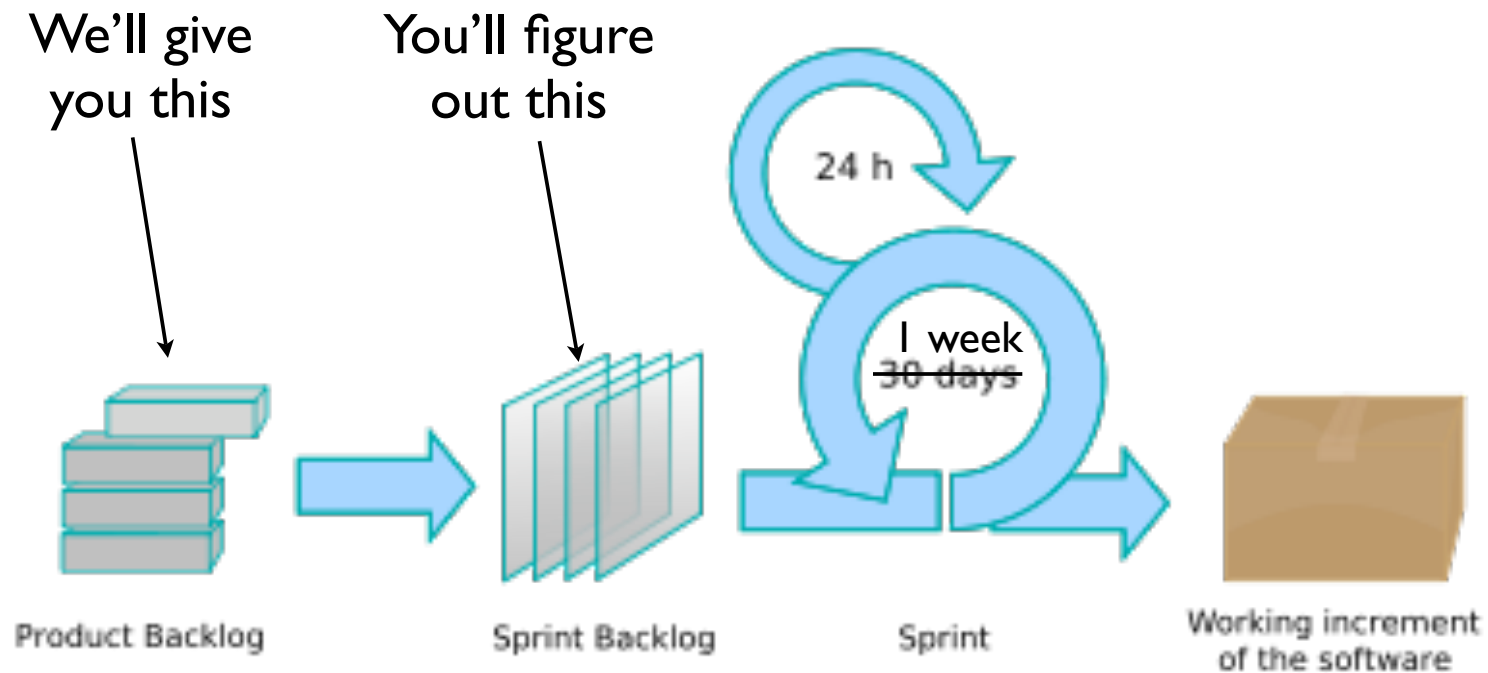 We'll give
you this
You'll figure
out this
24 h
1 week
30 days
Product Backlog
Sprint Backlog
Sprint
Working increment
of the software